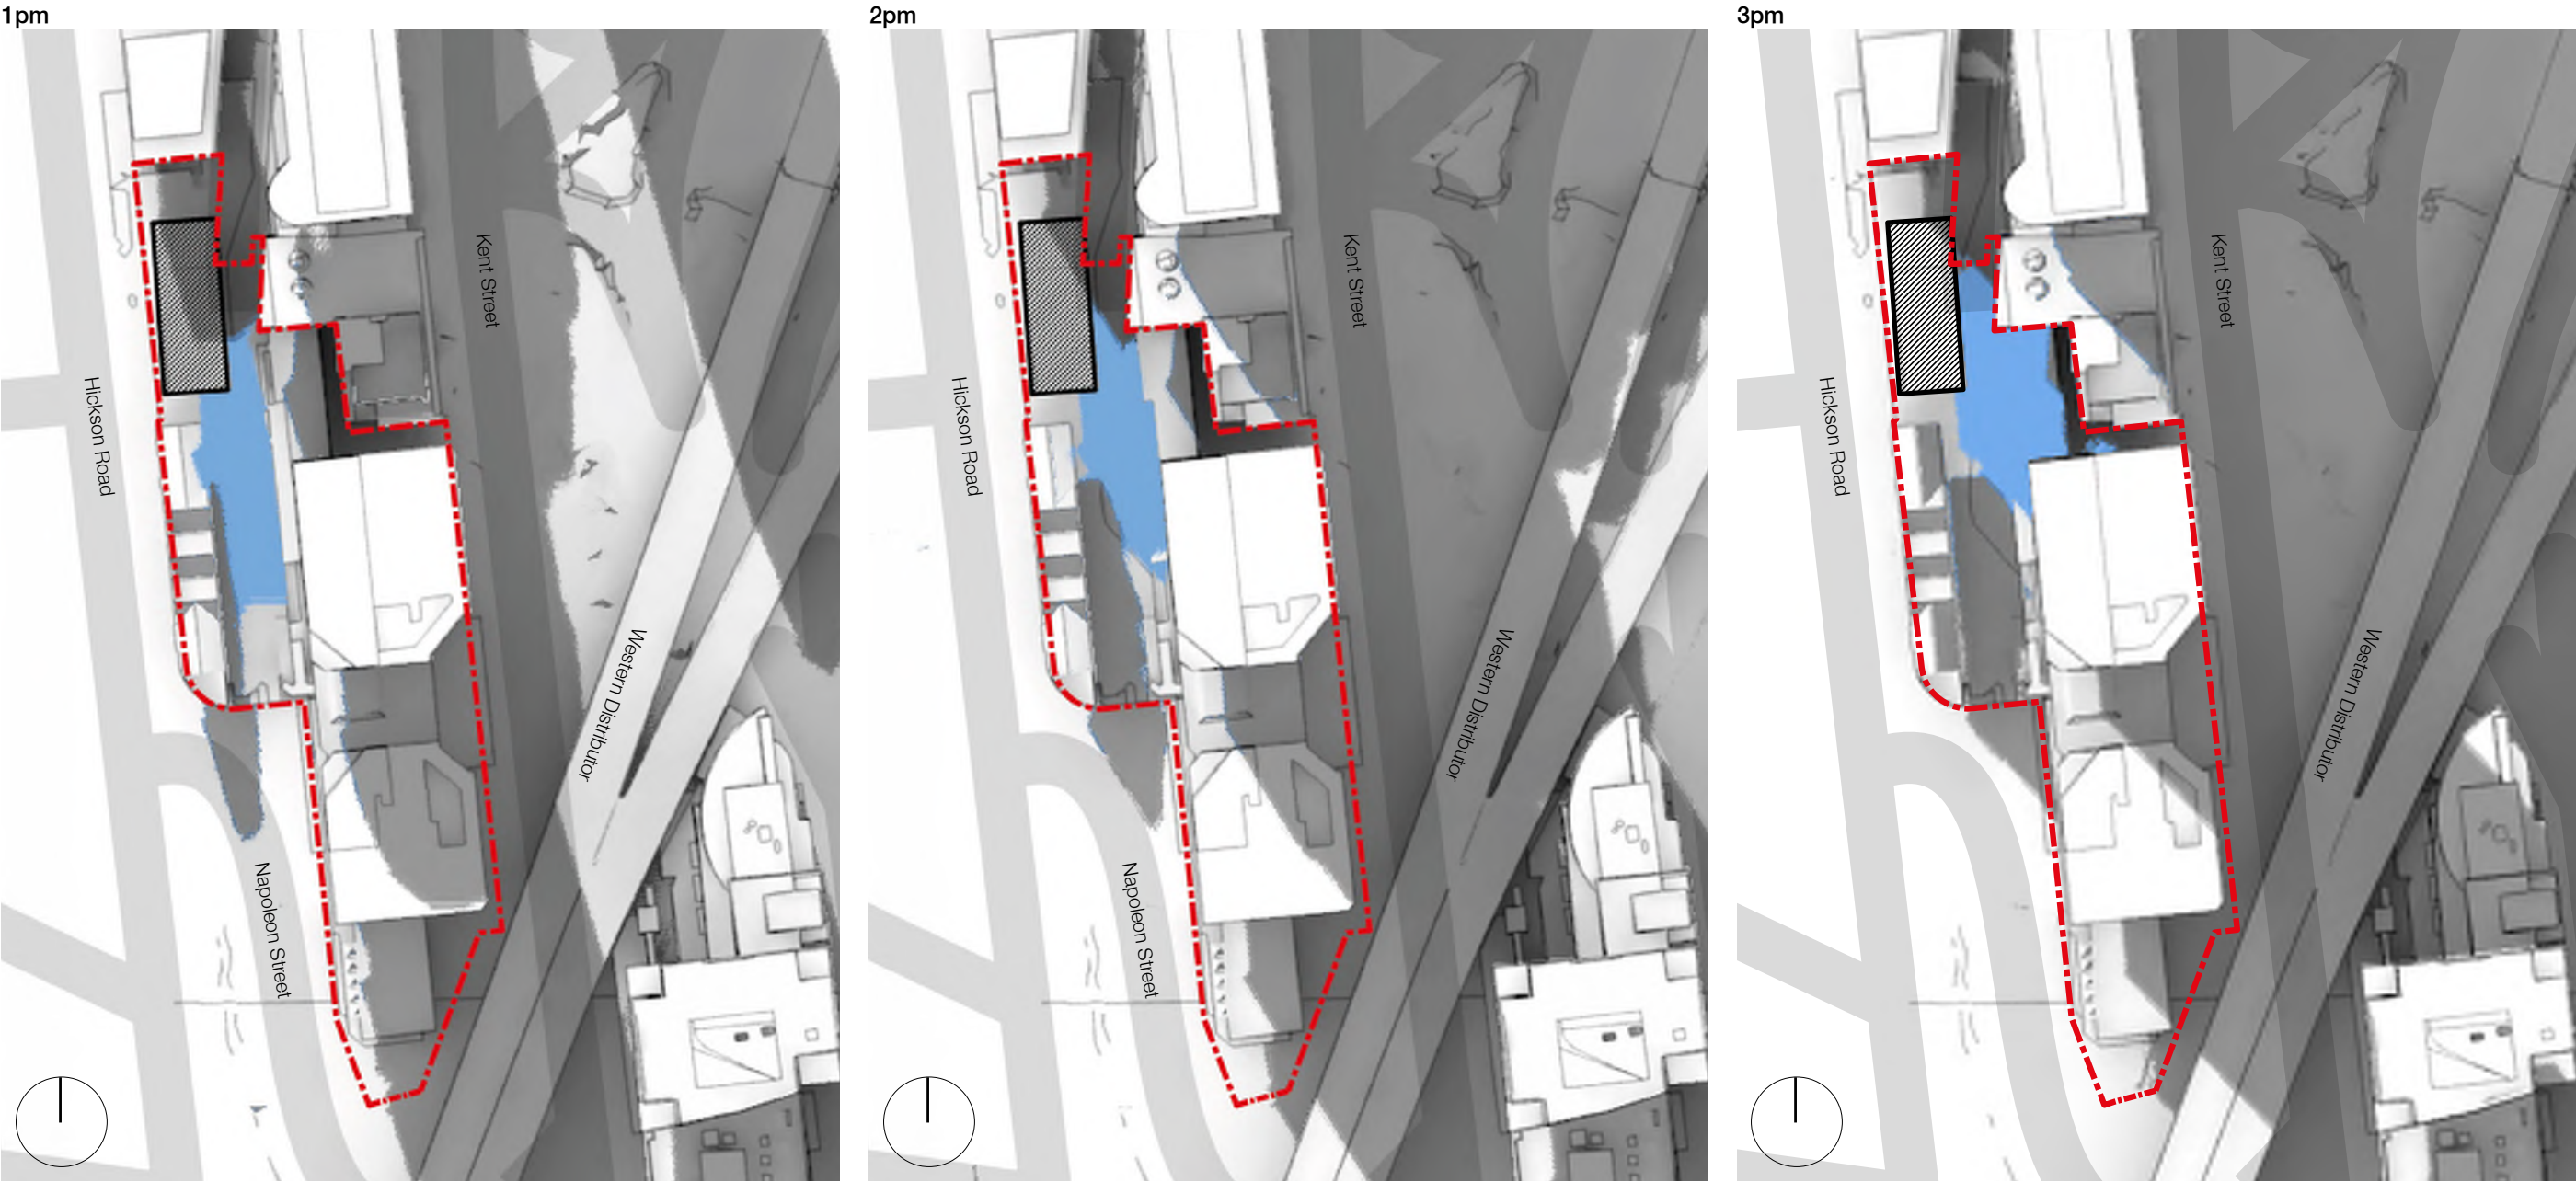 1pm
2pm
3pm
Kent Street
Hickson Road
Western Distributor
Napoleon Street
Kent Street
Hickson Road
Western Distributor
Napoleon Street
Kent Street
Hickson Road
Western Distributor